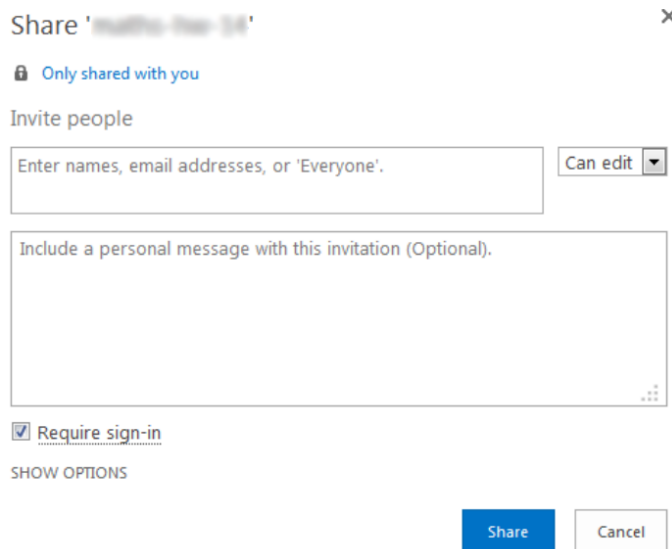 Share ' '
Only shared with you
Invite people
Enter names, email addresses, or 'Everyone'.
Can edit
Include a personal message with this invitation (Optional).
Require sign-in
SHOW OPTIONS
Share
Cancel